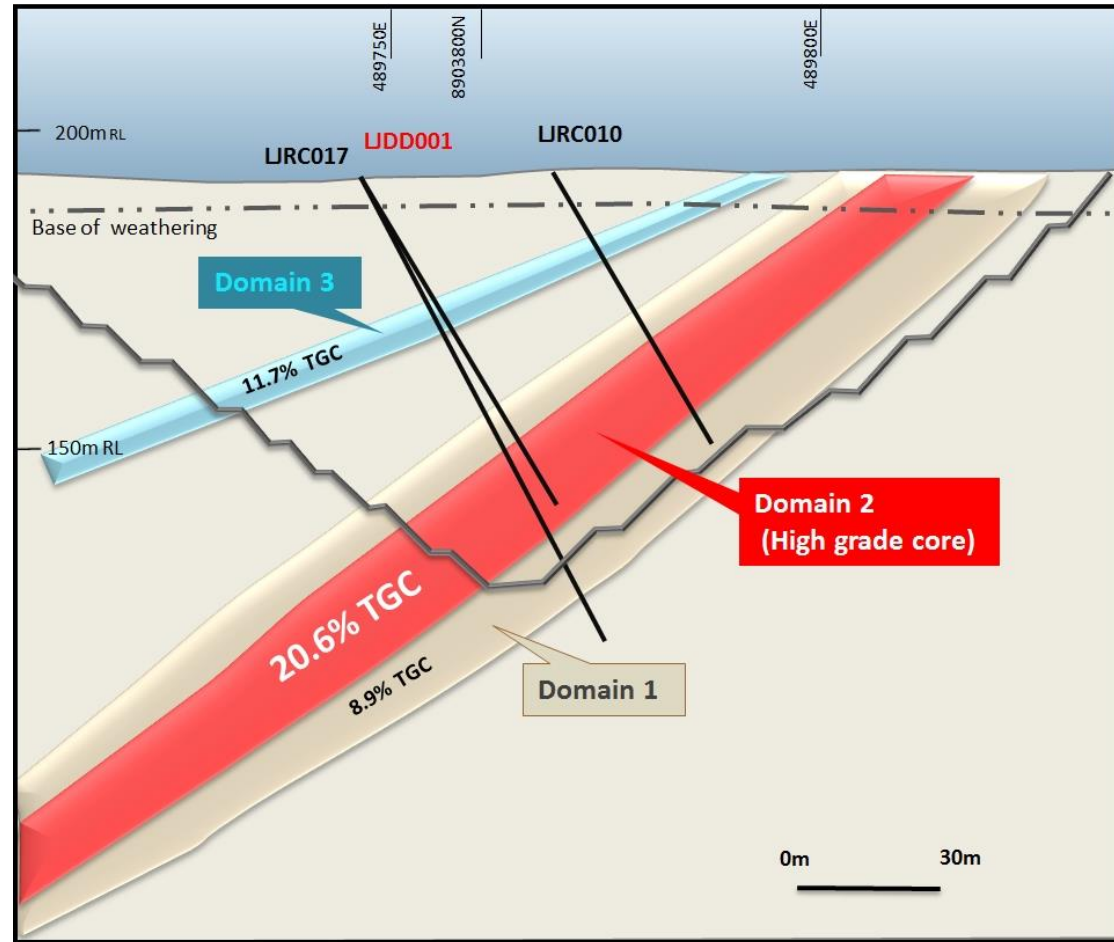 489750E
8903800N
489800E
200m RL
LJRC017
LJDD001
LJRC010
Base of weathering
Domain 3
11.7% TGC
150m RL
Domain 2
(High grade core)
20.6% TGC
8.9% TGC
Domain 1
0m
30m